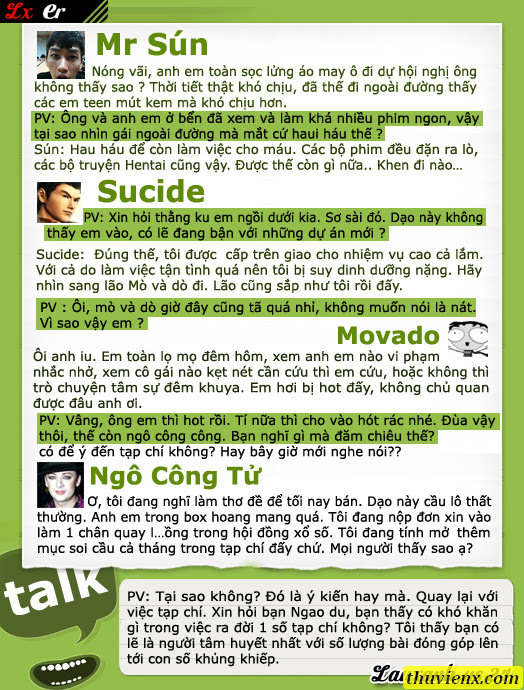 Lx er
Mr Sún
Nóng vãi, anh em toàn sọc lửng áo may ô đi dự hội nghị ông
không thấy sao ? Thời tiết thật khó chịu, đã thế đi ngoài đường thấy
các em teen mút kem mà khó chịu hơn.
PV: Ông và anh em ở bển đã xem và làm khá nhiều phim ngon, vậy
tại sao nhìn gái ngoài đường mà mắt cứ haui háu thế ?
Sún: Hau háu để còn làm việc cho máu. Các bộ phim đều đặn ra lò,
các bộ truyện Hentai cũng vậy. Được thế còn gì nữa.. Khen đi nào...
Sucide
PV: Xin hỏi thằng ku em ngồi dưới kia. Sơ sài đó. Dạo này không
thấy em vào, có lẽ đang bận với những dự án mới ?
Sucide: Đúng thế, tôi được cấp trên giao cho nhiệm vụ cao cả lắm.
Với cả do làm việc tận tình quá nên tôi bị suy dinh dưỡng nặng. Hãy
nhìn sang lão Mò và dò đi. Lão cũng sắp như tôi rồi đấy.
PV : Ôi, mò và dò giờ đây cũng tã quá nhỉ, không muốn nói là nát.
Vì sao vậy em ?
Movado
Ôi anh iu. Em toàn lọ mọ đêm hôm, xem anh em nào vi phạm
nhắc nhở, xem cô gái nào kẹt nét cần cứu thì em cứu, hoặc không thì
trò chuyện tâm sự đêm khuya. Em hơi bị hot đấy, không chủ quan
được đâu anh ơi.
PV: Vâng, ông em thì hot rồi. Tí nữa thì cho vào hót rác nhé. Đùa vậy
thôi, thế còn ngô công công. Bạn nghĩ gì mà đăm chiêu thế?
có để ý đến tạp chí không? Hay bây giờ mới nghe nói??
Ngô Công Tử
Ơ, tôi đang nghĩ làm thơ đề để tối nay bán. Dạo này cầu lô thất
thường. Anh em trong box hoang mang quá. Tôi đang nộp đơn xin vào
làm 1 chân quay l...ồng trong hội đồng xổ số. Tôi đang tính mở thêm
mục soi cầu cả tháng trong tạp chí đấy chứ. Mọi người thấy sao ạ?
talk
PV: Tại sao không? Đó là ý kiến hay mà. Quay lại với
việc tạp chí. Xin hỏi bạn Ngao du, bạn thấy có khó khăn
gì trong việc ra đời 1 số tạp chí không? Tôi thấy bạn có
lẽ là người tâm huyết nhất với số lượng bài đóng góp lên
tới con số khủng khiếp.
thuvienx.com